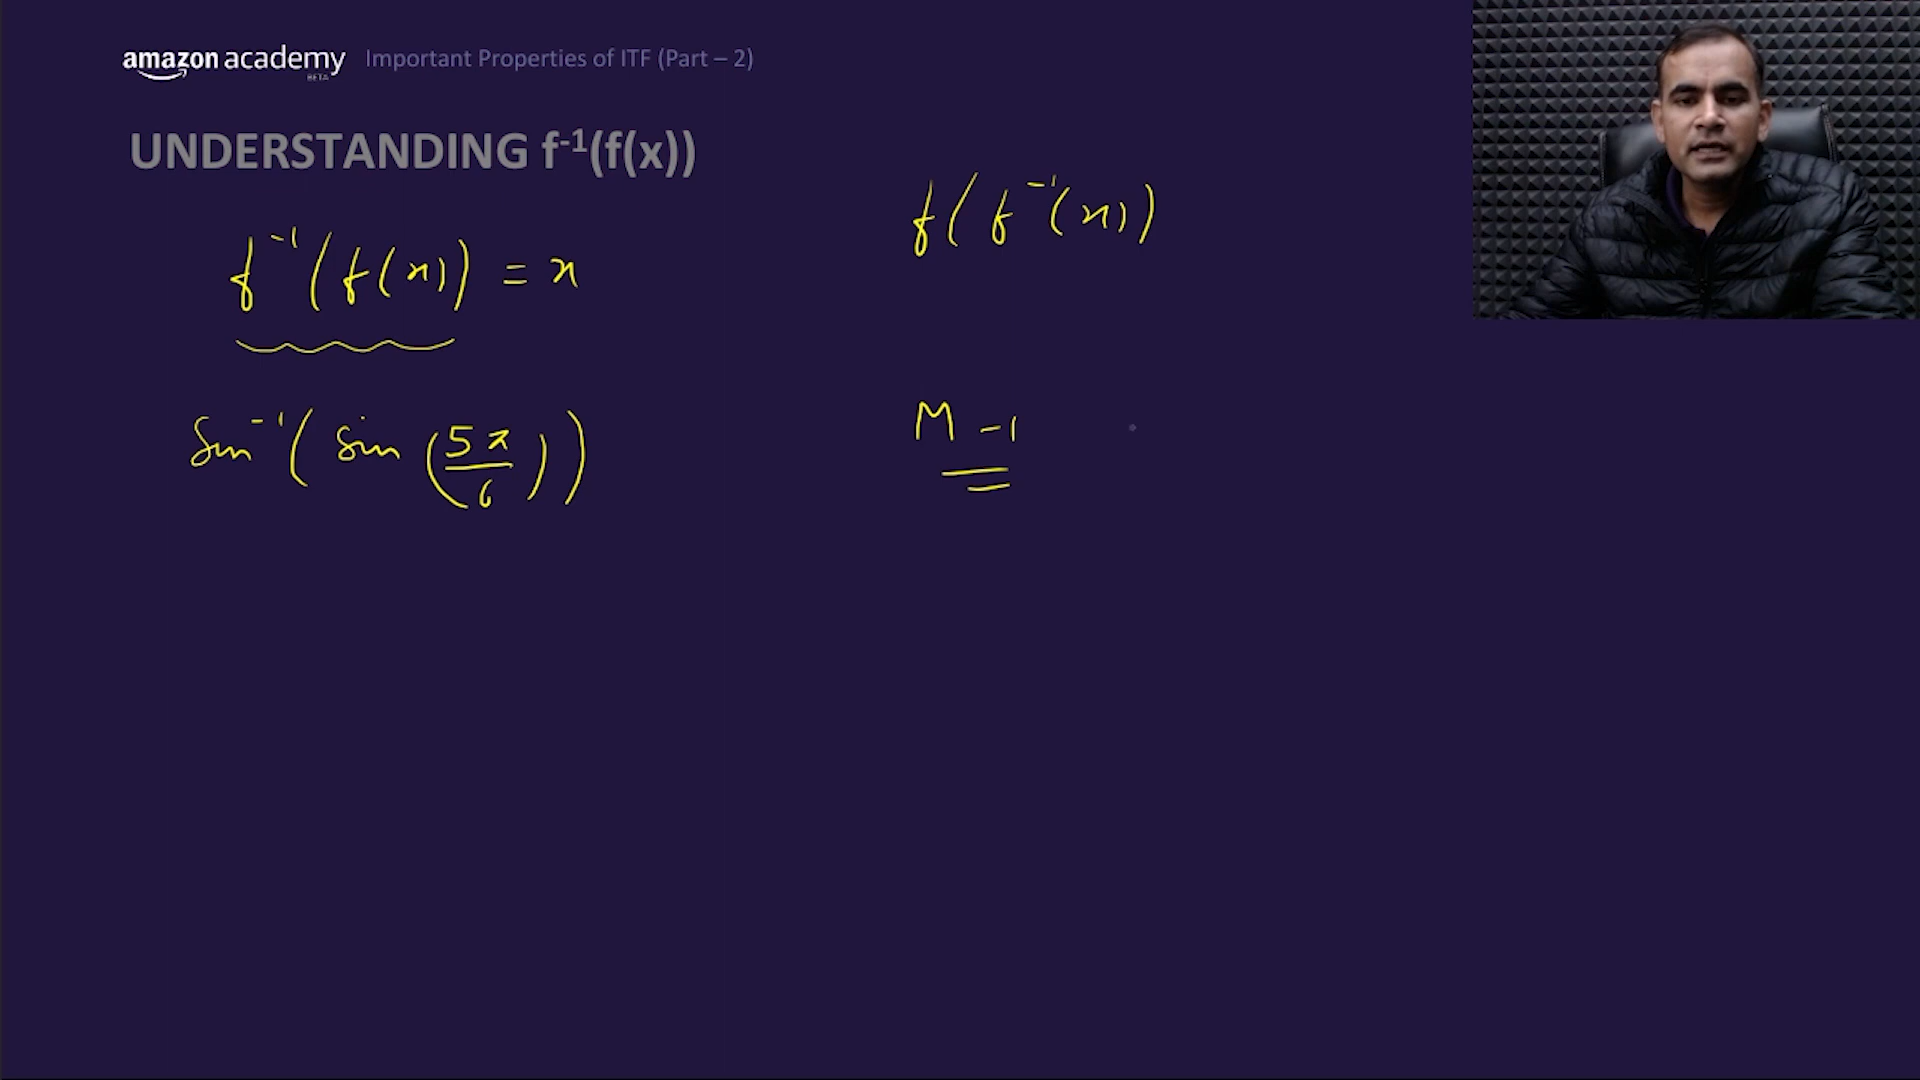 amazon academy BETA Important Properties of ITF (Part – 2)
UNDERSTANDING f⁻¹(f(x))
f(f⁻¹(x))
f⁻¹(f(x)) = x
Sin⁻¹(Sin(5π/6))
M-1